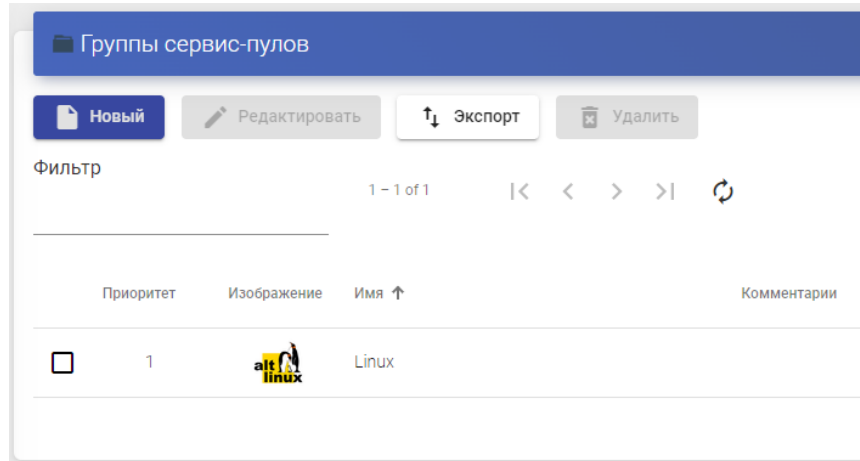 Группы сервис-пулов
Новый Редактировать Экспорт Удалить
Фильтр
1 – 1 of 1
Приоритет Изображение Имя Комментарии
1 alt linux Linux